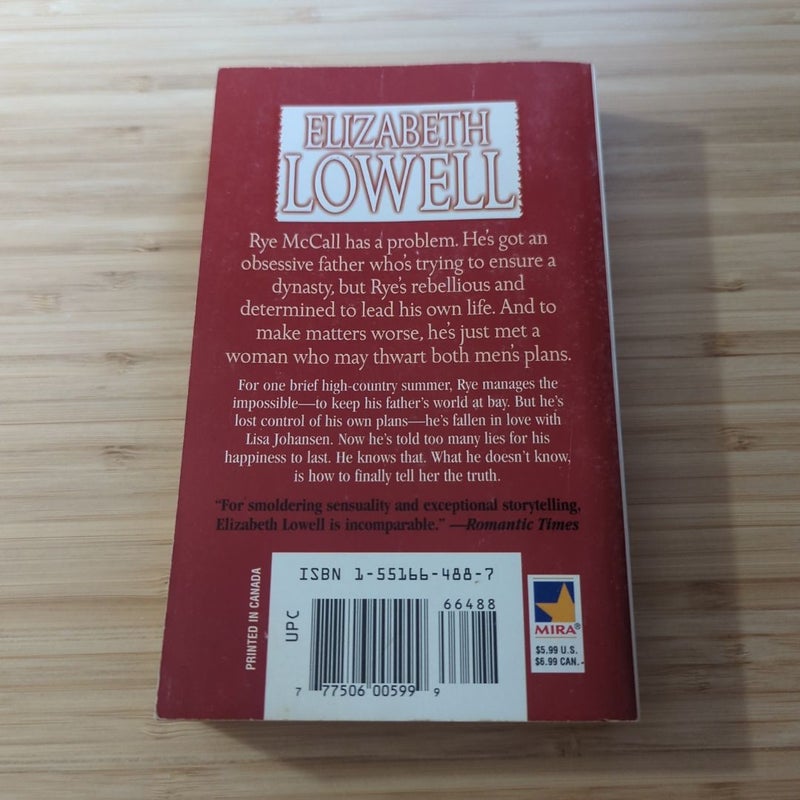 ELIZABETH
LOWELL
Rye McCall has a problem. He's got an
obsessive father who's trying to ensure a
dynasty, but Rye's rebellious and
determined to lead his own life. And to
make matters worse, he's just met a
woman who may thwart both men's plans.
For one brief high-country summer, Rye manages the
impossible—to keep his father's world at bay. But he's
lost control of his own plans—he's fallen in love with
Lisa Johansen. Now he's told too many lies for his
happiness to last. He knows that. What he doesn't know,
is how to finally tell her the truth.
"For smoldering sensuality and exceptional storytelling,
Elizabeth Lowell is incomparable." —Romantic Times
PRINTED IN CANADA
UPC
ISBN 1-55166-488-7
66488
7 77506 00599 9
MIRA®
$5.99 U.S.
$6.99 CAN.